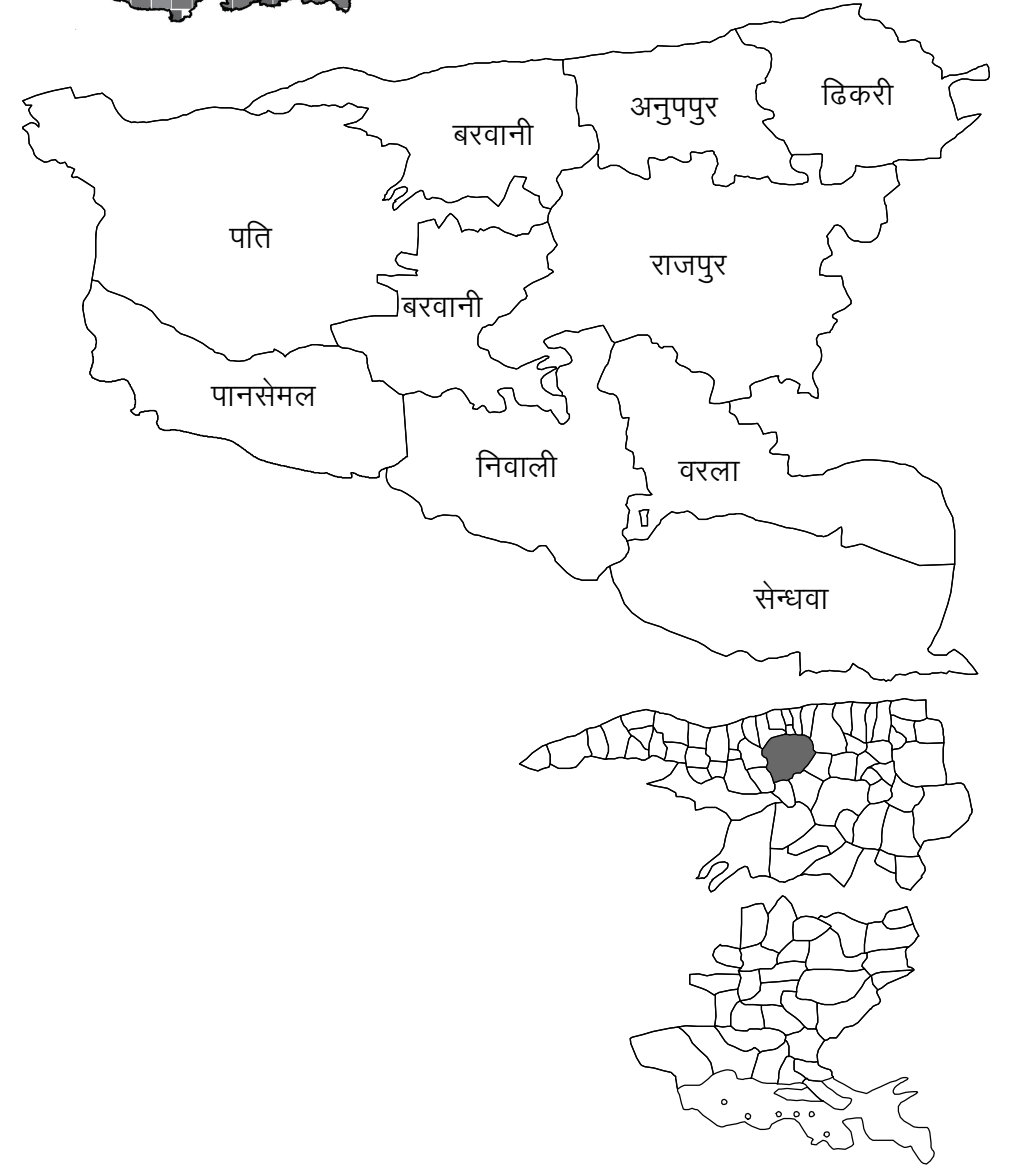 ढिकरी
अनुपपुर
बरवानी
पति
राजपुर
बरवानी
पानसेमल
निवाली
वरला
सेन्धवा